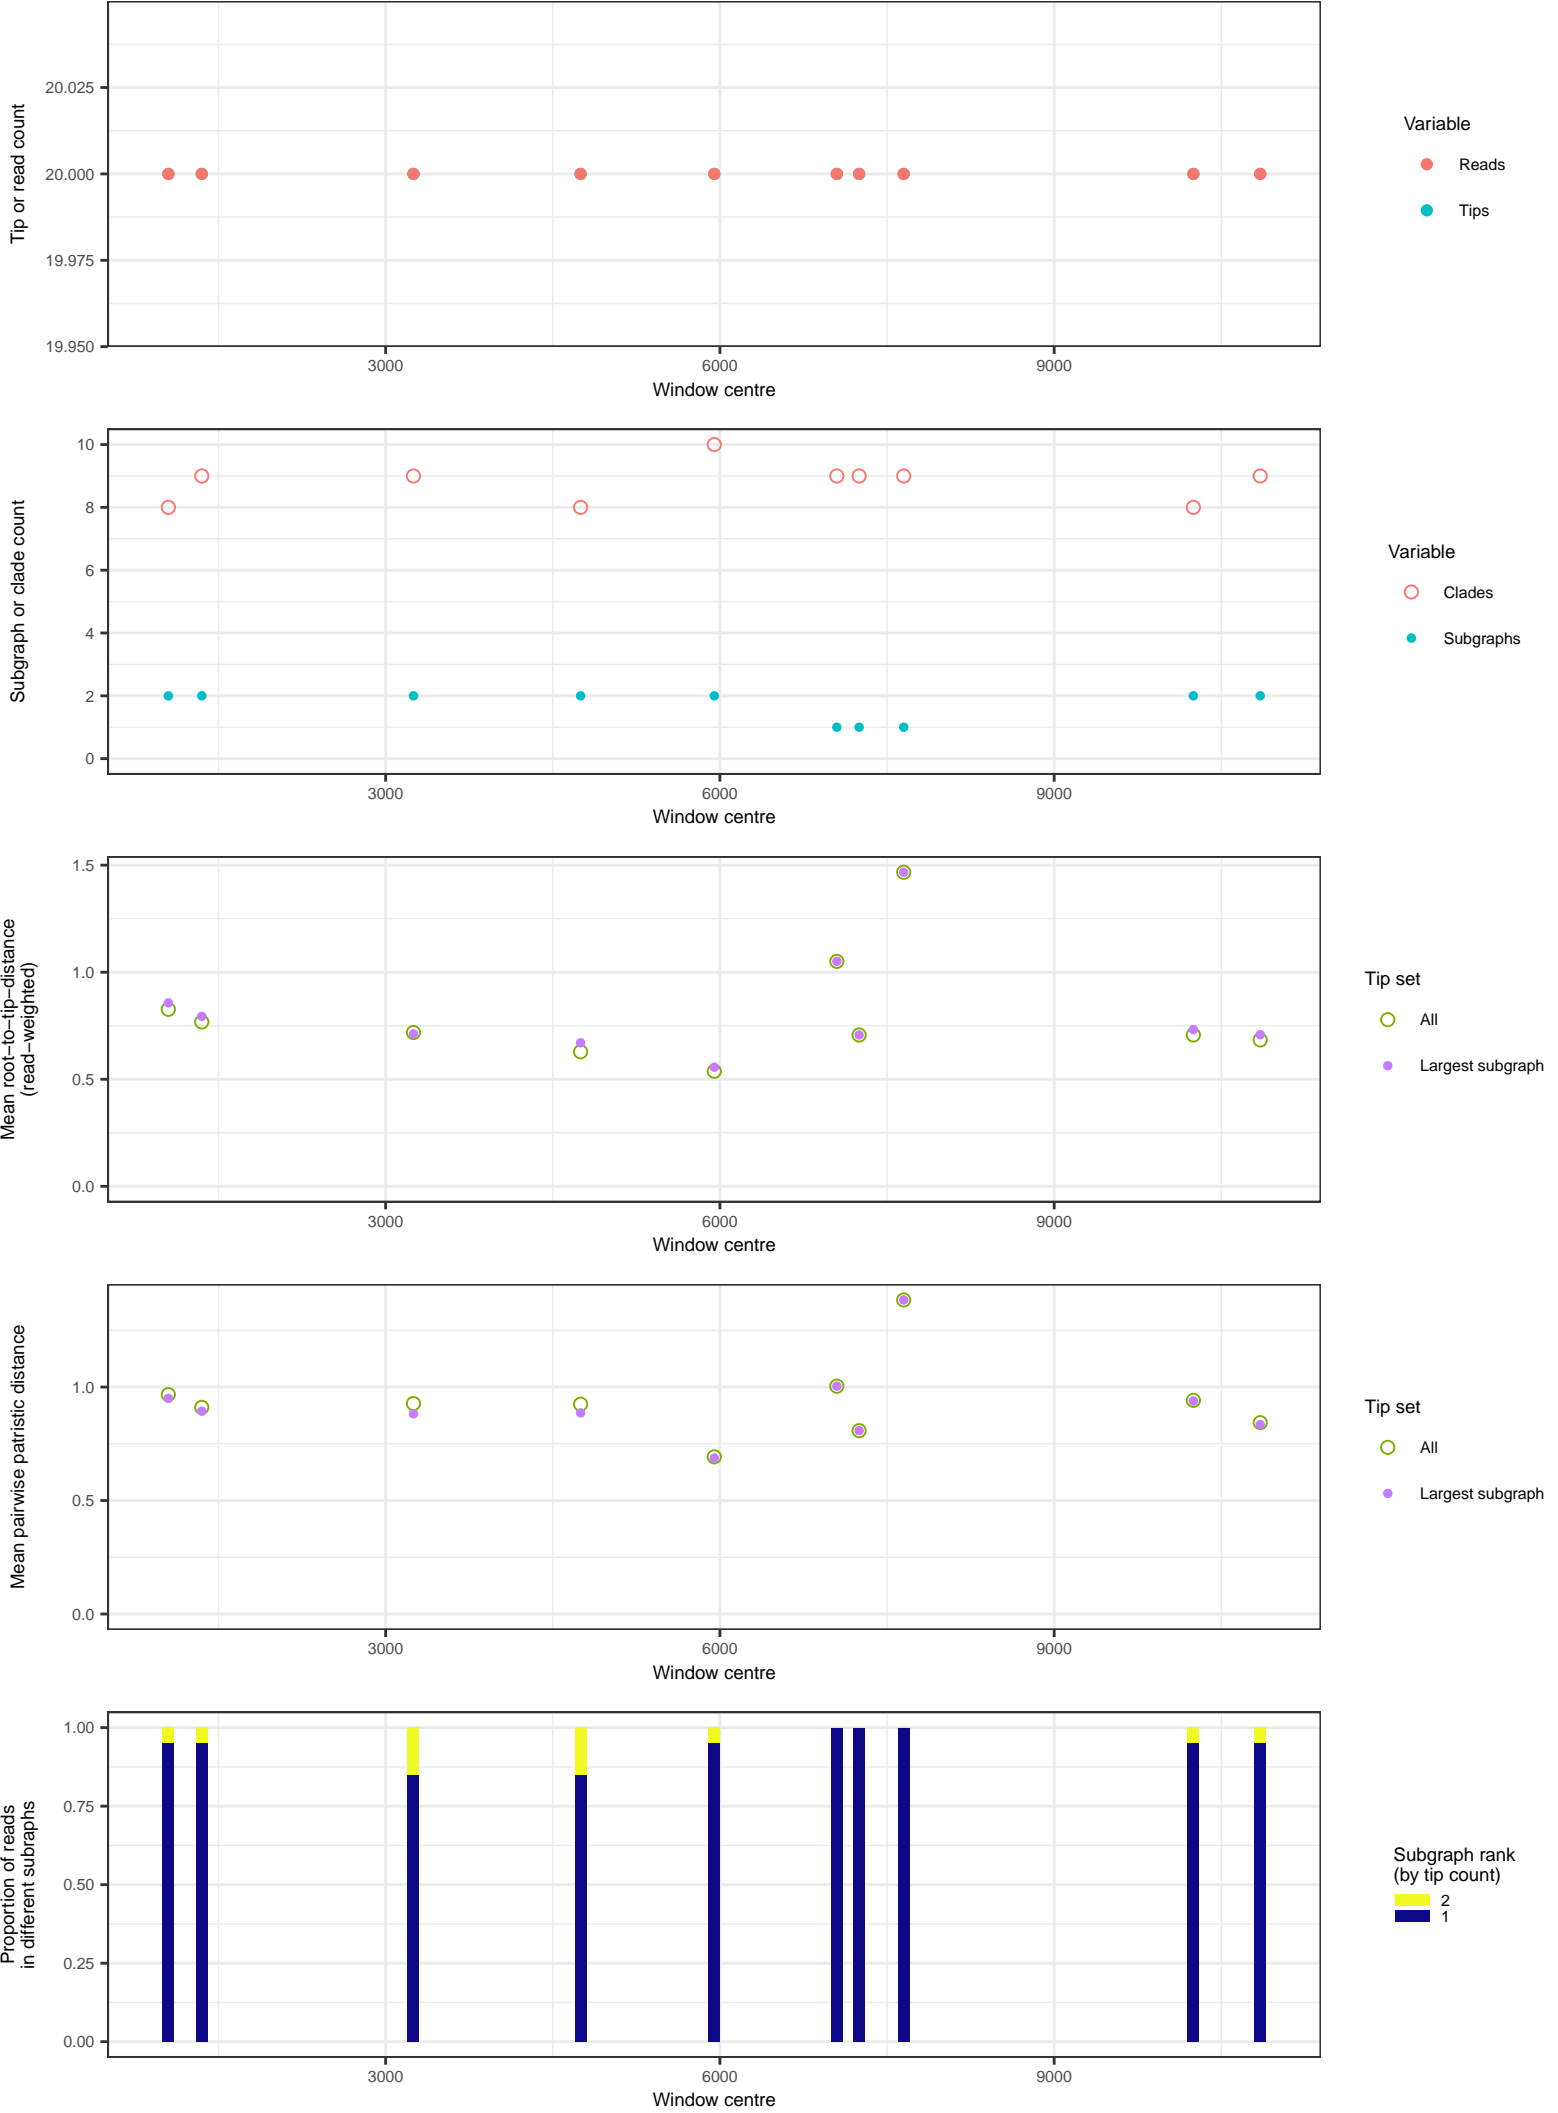 Tip or read count
20.025
20.000
19.975
19.950
3000
6000
9000
Window centre
Variable
Reads
Tips
Subgraph or clade count
10
8
6
4
2
0
3000
6000
9000
Window centre
Variable
Clades
Subgraphs
Mean root−to−tip−distance
(read−weighted)
1.5
1.0
0.5
0.0
3000
6000
9000
Window centre
Tip set
All
Largest subgraph
Mean pairwise patristic distance
1.0
0.5
0.0
3000
6000
9000
Window centre
Tip set
All
Largest subgraph
Proportion of reads
in different subraphs
1.00
0.75
0.50
0.25
0.00
3000
6000
9000
Window centre
Subgraph rank
(by tip count)
2
1